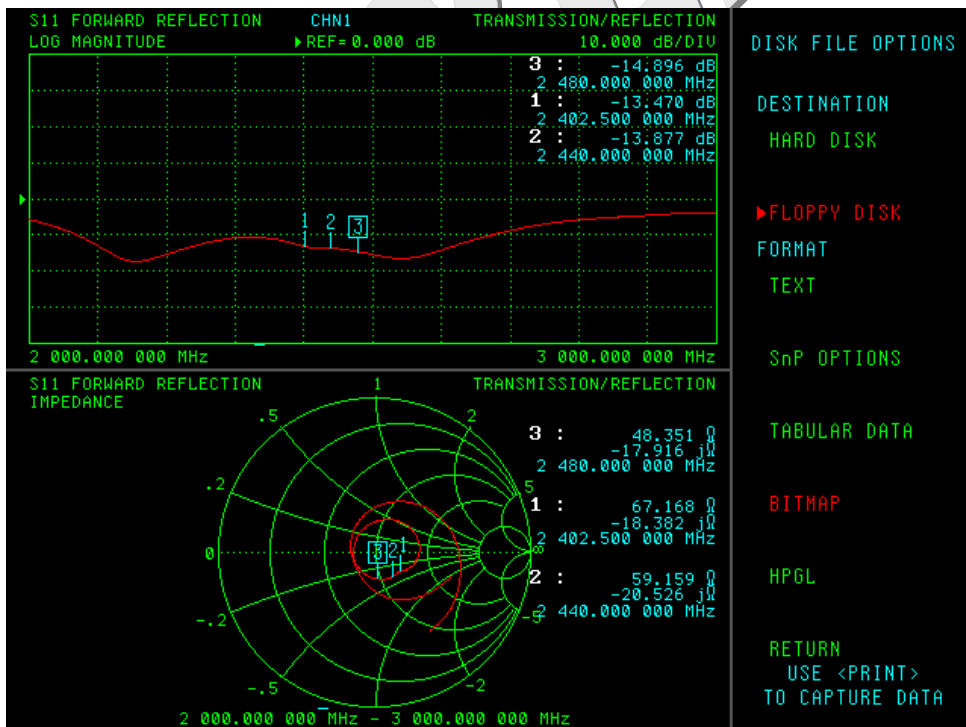 S11 FORWARD REFLECTION CHN1 TRANSMISSION/REFLECTION
LOG MAGNITUDE ▶REF= 0.000 dB 10.000 dB/DIV
3 : -14.896 dB
2 480.000 000 MHz
1 : -13.470 dB
2 402.500 000 MHz
2 : -13.877 dB
2 440.000 000 MHz
1 2 3
2 000.000 000 MHz 3 000.000 000 MHz
S11 FORWARD REFLECTION 1 TRANSMISSION/REFLECTION
IMPEDANCE
.5 2
3 : 48.351 Ω
-17.916 jΩ
2 480.000 000 MHz
.2 5
1 : 67.168 Ω
-18.382 jΩ
2 402.500 000 MHz
0 3 2 1 ∞
2 : 59.159 Ω
-20.526 jΩ
2 440.000 000 MHz
-.2 -5
-.5 -2
2 000.000 000 MHz - 3 000.000 000 MHz
DISK FILE OPTIONS
DESTINATION
HARD DISK
▶FLOPPY DISK
FORMAT
TEXT
SnP OPTIONS
TABULAR DATA
BITMAP
HPGL
RETURN
USE <PRINT>
TO CAPTURE DATA